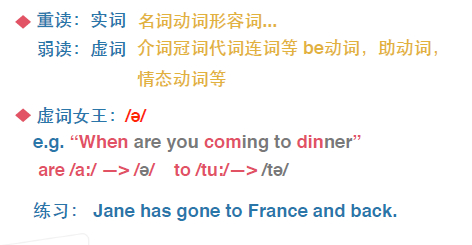 重读：实词 名词动词形容词...
弱读：虚词 介词冠词代词连词等 be动词，助动词，
情态动词等
虚词女王：/ə/
e.g. “When are you coming to dinner”
are /a:/ —> /ə/ to /tu:/—> /tə/
练习： Jane has gone to France and back.